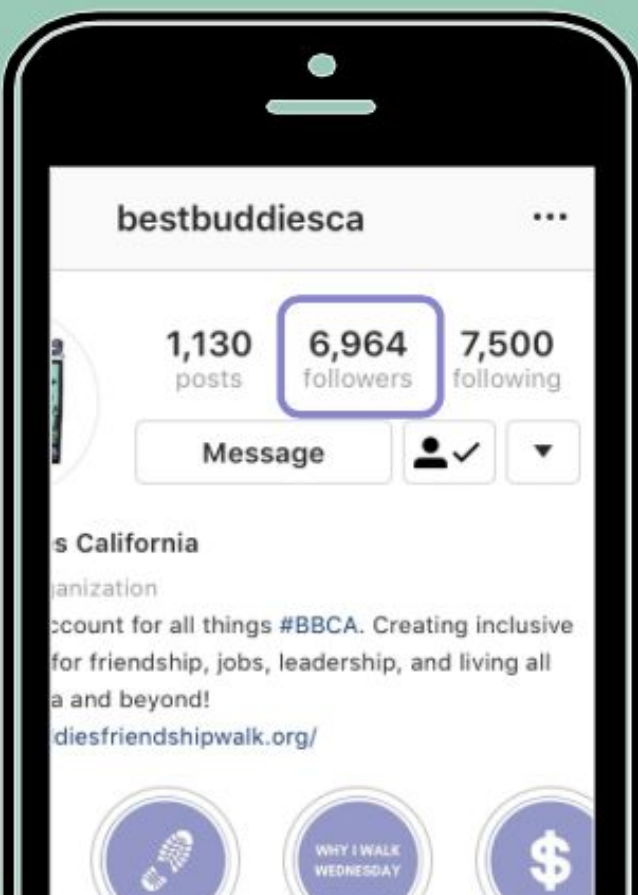 bestbuddiesca
1,130 6,964 7,500
posts followers following
Message
s California
anization
ccount for all things #BBCA. Creating inclusive
for friendship, jobs, leadership, and living all
a and beyond!
diesfriendshipwalk.org/
WHY I WALK
WEDNESDAY
$